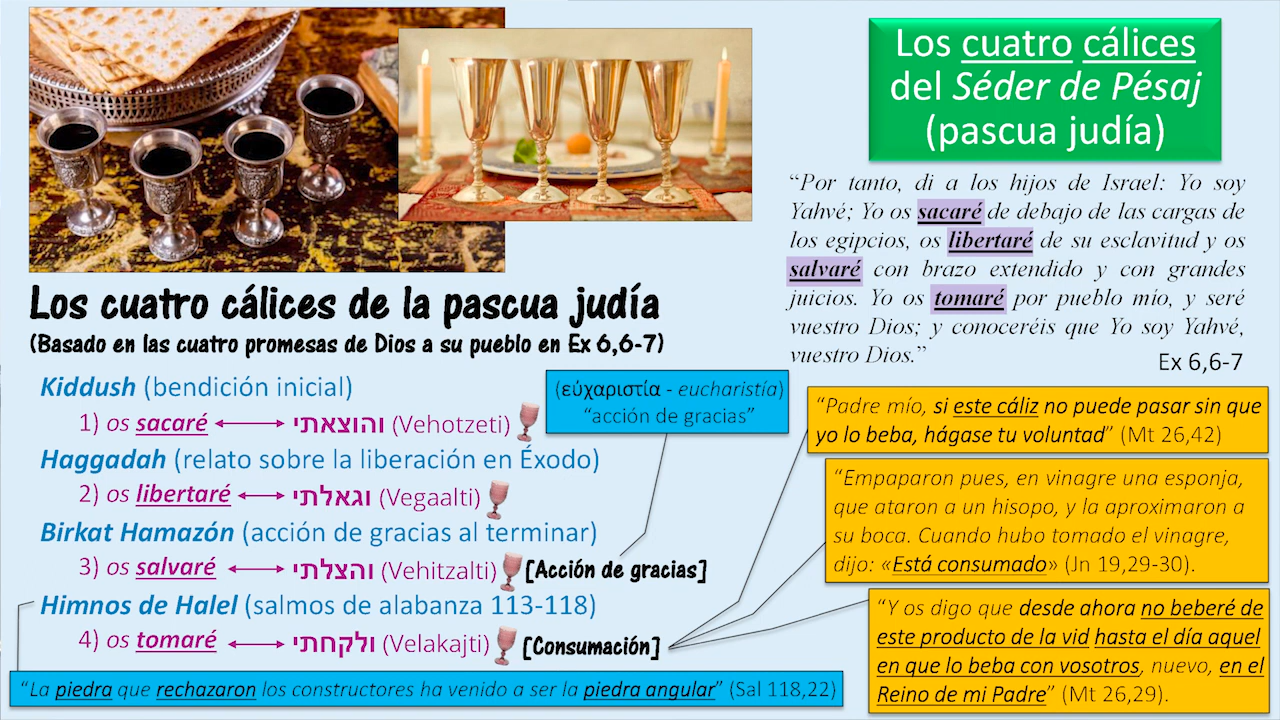 Los cuatro cálices
del Séder de Pésaj
(pascua judía)
“Por tanto, di a los hijos de Israel: Yo soy
Yahvé; Yo os sacaré de debajo de las cargas de
los egipcios, os libertaré de su esclavitud y os
salvaré con brazo extendido y con grandes
juicios. Yo os tomaré por pueblo mío, y seré
vuestro Dios; y conoceréis que Yo soy Yahvé,
vuestro Dios.”
Ex 6,6-7
Los cuatro cálices de la pascua judía
(Basado en las cuatro promesas de Dios a su pueblo en Ex 6,6-7)
Kiddush (bendición inicial)
1) os sacaré והוצאתי (Vehotzeti)
Haggadah (relato sobre la liberación en Éxodo)
2) os libertaré וגאלתי (Vegaalti)
Birkat Hamazón (acción de gracias al terminar)
3) os salvaré והצלתי (Vehitzalti) [Acción de gracias]
Himnos de Halel (salmos de alabanza 113-118)
4) os tomaré ולקחתי (Velakajti) [Consumación]
“La piedra que rechazaron los constructores ha venido a ser la piedra angular” (Sal 118,22)
(εὐχαριστία - eucharistía)
“acción de gracias”
“Padre mío, si este cáliz no puede pasar sin que
yo lo beba, hágase tu voluntad” (Mt 26,42)
“Empaparon pues, en vinagre una esponja,
que ataron a un hisopo, y la aproximaron a
su boca. Cuando hubo tomado el vinagre,
dijo: «Está consumado» (Jn 19,29-30).
“Y os digo que desde ahora no beberé de
este producto de la vid hasta el día aquel
en que lo beba con vosotros, nuevo, en el
Reino de mi Padre” (Mt 26,29).